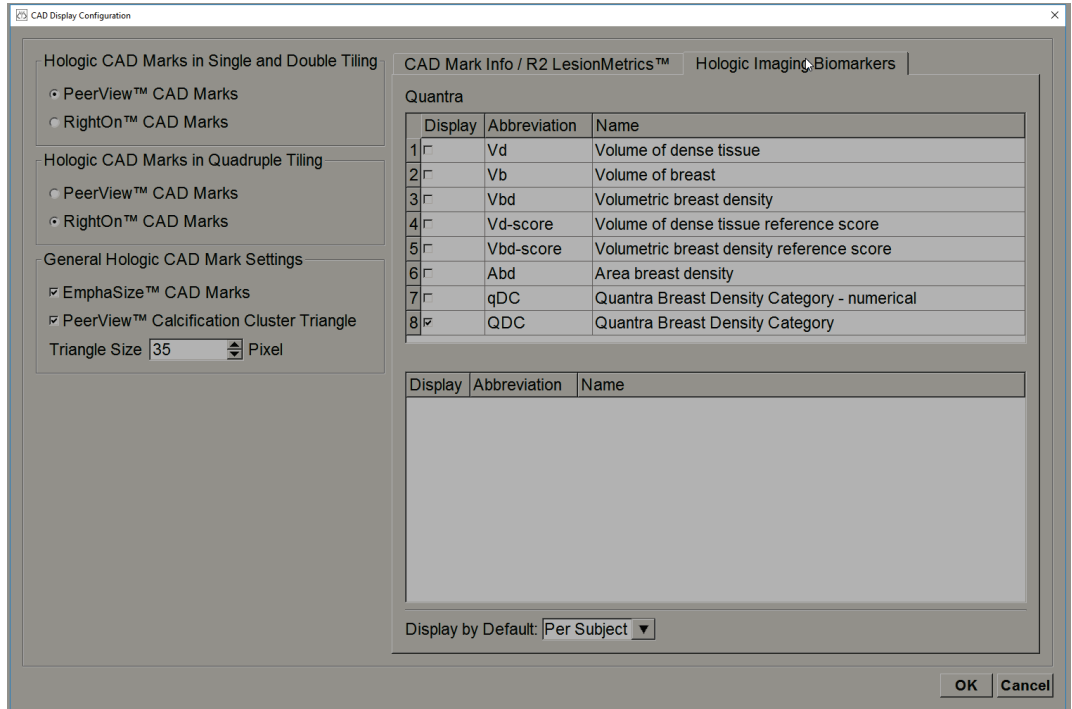 CAD Display Configuration
Hologic CAD Marks in Single and Double Tiling
PeerView™ CAD Marks
RightOn™ CAD Marks
Hologic CAD Marks in Quadruple Tiling
PeerView™ CAD Marks
RightOn™ CAD Marks
General Hologic CAD Mark Settings
EmphaSize™ CAD Marks
PeerView™ Calcification Cluster Triangle
Triangle Size 35 Pixel
CAD Mark Info / R2 LesionMetrics™ Hologic Imaging Biomarkers
Quantra
Display Abbreviation Name
1 Vd Volume of dense tissue
2 Vb Volume of breast
3 Vbd Volumetric breast density
4 Vd-score Volume of dense tissue reference score
5 Vbd-score Volumetric breast density reference score
6 Abd Area breast density
7 qDC Quantra Breast Density Category - numerical
8 QDC Quantra Breast Density Category
Display Abbreviation Name
Display by Default: Per Subject
OK Cancel